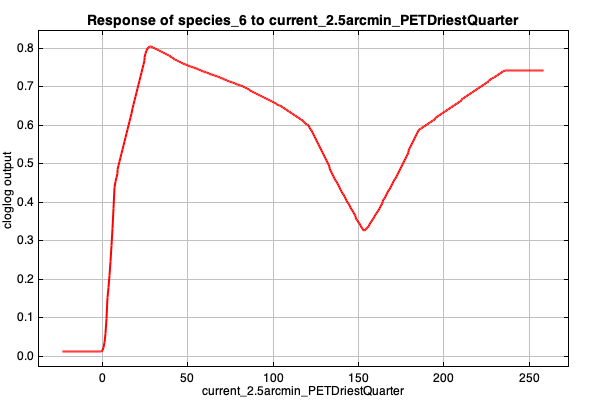 Response of species_6 to current_2.5arcmin_PETDriestQuarter
0.8
0.7
0.6
0.5
0.4
0.3
0.2
0.1
0.0
cloglog output
0 50 100 150 200 250
current_2.5arcmin_PETDriestQuarter